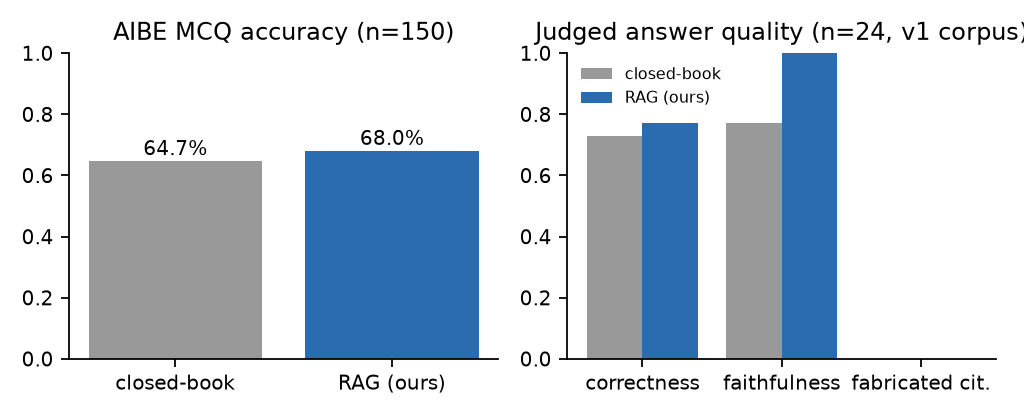 AIBE MCQ accuracy (n=150)
1.0
0.8
0.6
0.4
0.2
0.0
64.7%
68.0%
closed-book
RAG (ours)
Judged answer quality (n=24, v1 corpus)
1.0
0.8
0.6
0.4
0.2
0.0
closed-book
RAG (ours)
correctness
faithfulness
fabricated cit.